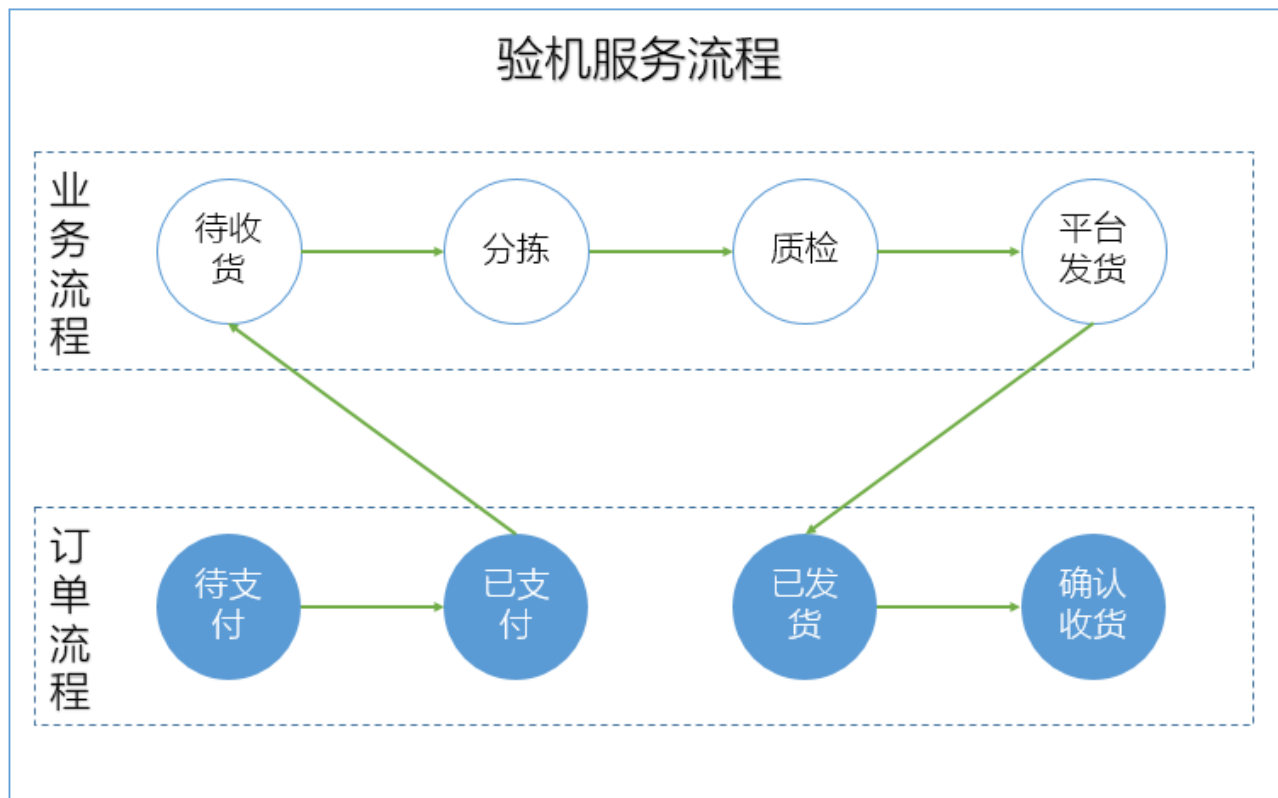 验机服务流程
业务流程
待收
货
分拣
质检
平台
发货
订单流程
待支
付
已支
付
已发
货
确认
收货